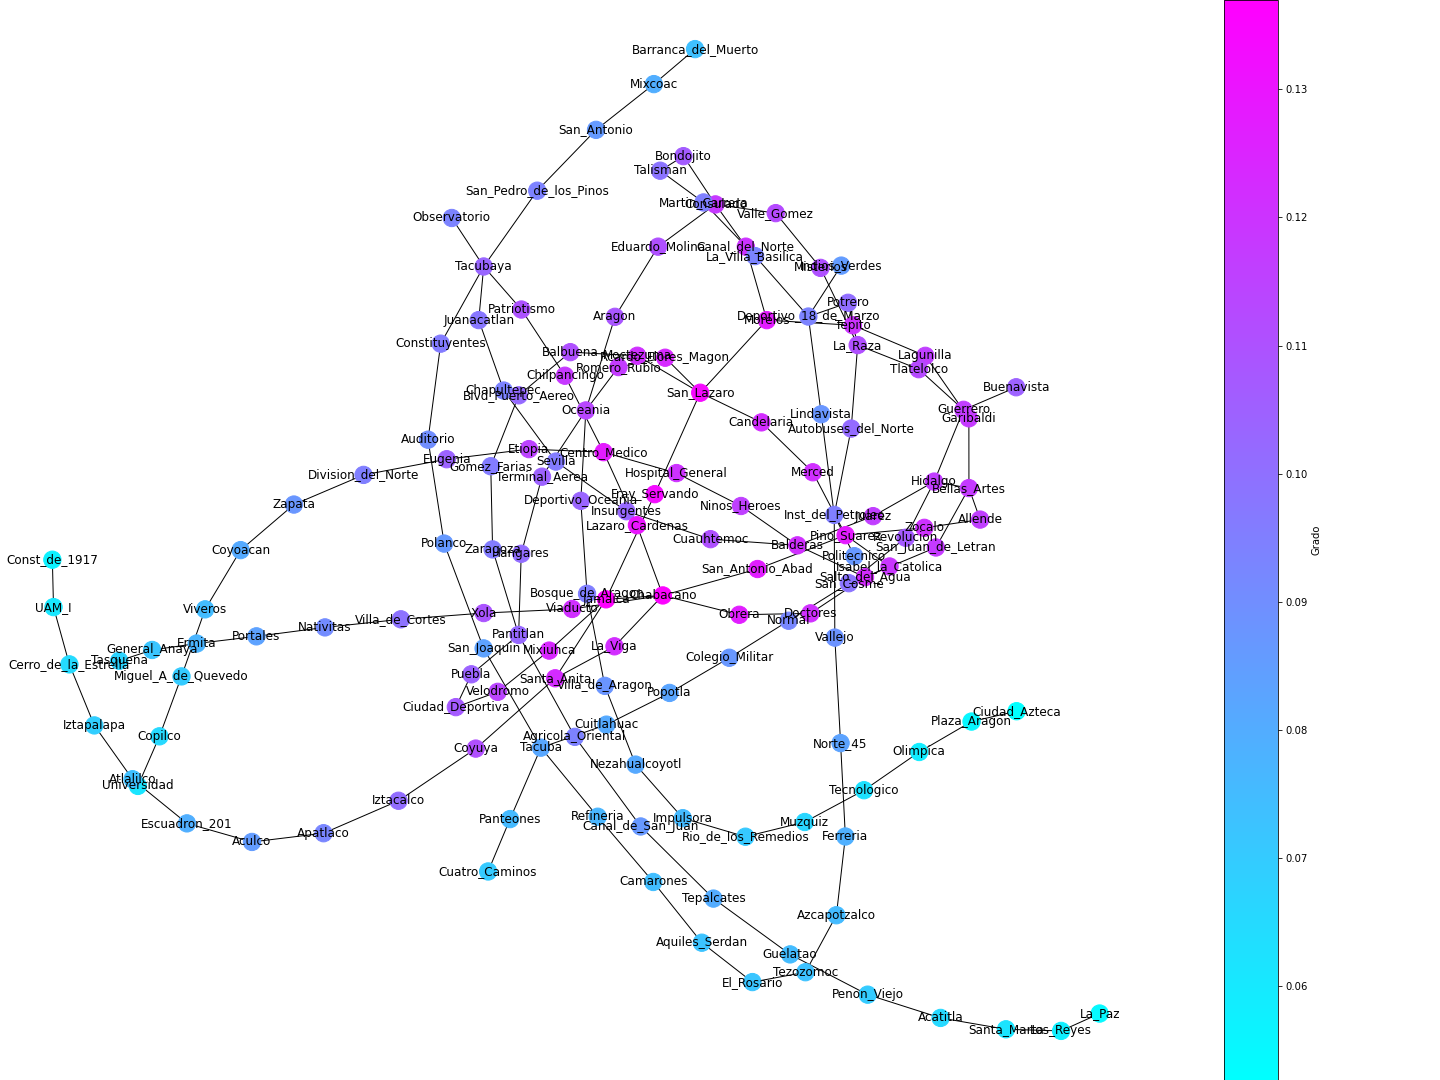 Barranca_del_Muerto
Mixcoac
San_Antonio
Bondojito
Talisman
San_Pedro_de_los_Pinos
Martin_Carrera
Consulado
Valle_Gomez
Observatorio
Eduardo_Molina
Canal_del_Norte
La_Villa_Basilica
Tacubaya
Misterios
Indios_Verdes
Potrero
Patriotismo
Aragon
Deportivo_18_de_Marzo
Morelos
Juanacatlan
Tepito
Constituyentes
La_Raza
Balbuena
Moctezuma
Ricardo_Flores_Magon
Lagunilla
Romero_Rubio
Tlatelolco
Chilpancingo
Buenavista
Chapultepec
Blvd_Puerto_Aereo
San_Lazaro
Oceania
Guerrero
Garibaldi
Lindavista
Candelaria
Autobuses_del_Norte
Auditorio
Etiopia
Centro_Medico
Eugenia
Sevilla
Gomez_Farias
Division_del_Norte
Terminal_Aerea
Hospital_General
Merced
Hidalgo
Bellas_Artes
Fray_Servando
Deportivo_Oceania
Zapata
Insurgentes
Ninos_Heroes
Inst_del_Petroleo
Juarez
Allende
Lazaro_Cardenas
Zocalo
Pino_Suarez
Revolucion
Cuauhtemoc
Balderas
San_Juan_de_Letran
Polanco
Coyoacan
Zaragoza
Hangares
Politecnico
Const_de_1917
Isabel_la_Catolica
San_Antonio_Abad
Salto_del_Agua
San_Cosme
Bosque_de_Aragon
Jamaica
Chabacano
UAM_I
Viveros
Viaducto
Xola
Obrera
Doctores
Villa_de_Cortes
Normal
Nativitas
Pantitlan
Portales
Vallejo
Ermita
General_Anaya
San_Joaquin
Mixiuhca
La_Viga
Tasquena
Colegio_Militar
Cerro_de_la_Estrella
Miguel_A_de_Quevedo
Puebla
Santa_Anita
Villa_de_Aragon
Velodromo
Popotla
Ciudad_Deportiva
Ciudad_Azteca
Plaza_Aragon
Iztapalapa
Cuitlahuac
Copilco
Agricola_Oriental
Norte_45
Coyuya
Tacuba
Olimpica
Nezahualcoyotl
Atlalilco
Universidad
Tecnologico
Iztacalco
Refineria
Panteones
Impulsora
Muzquiz
Escuadron_201
Canal_de_San_Juan
Apatlaco
Aculco
Rio_de_los_Remedios
Ferreria
Cuatro_Caminos
Camarones
Tepalcates
Azcapotzalco
Aquiles_Serdan
Guelatao
Tezozomoc
El_Rosario
Penon_Viejo
La_Paz
Acatitla
Santa_Marta
Los_Reyes
0.13
0.12
0.11
0.10
0.09
0.08
0.07
0.06
Grado